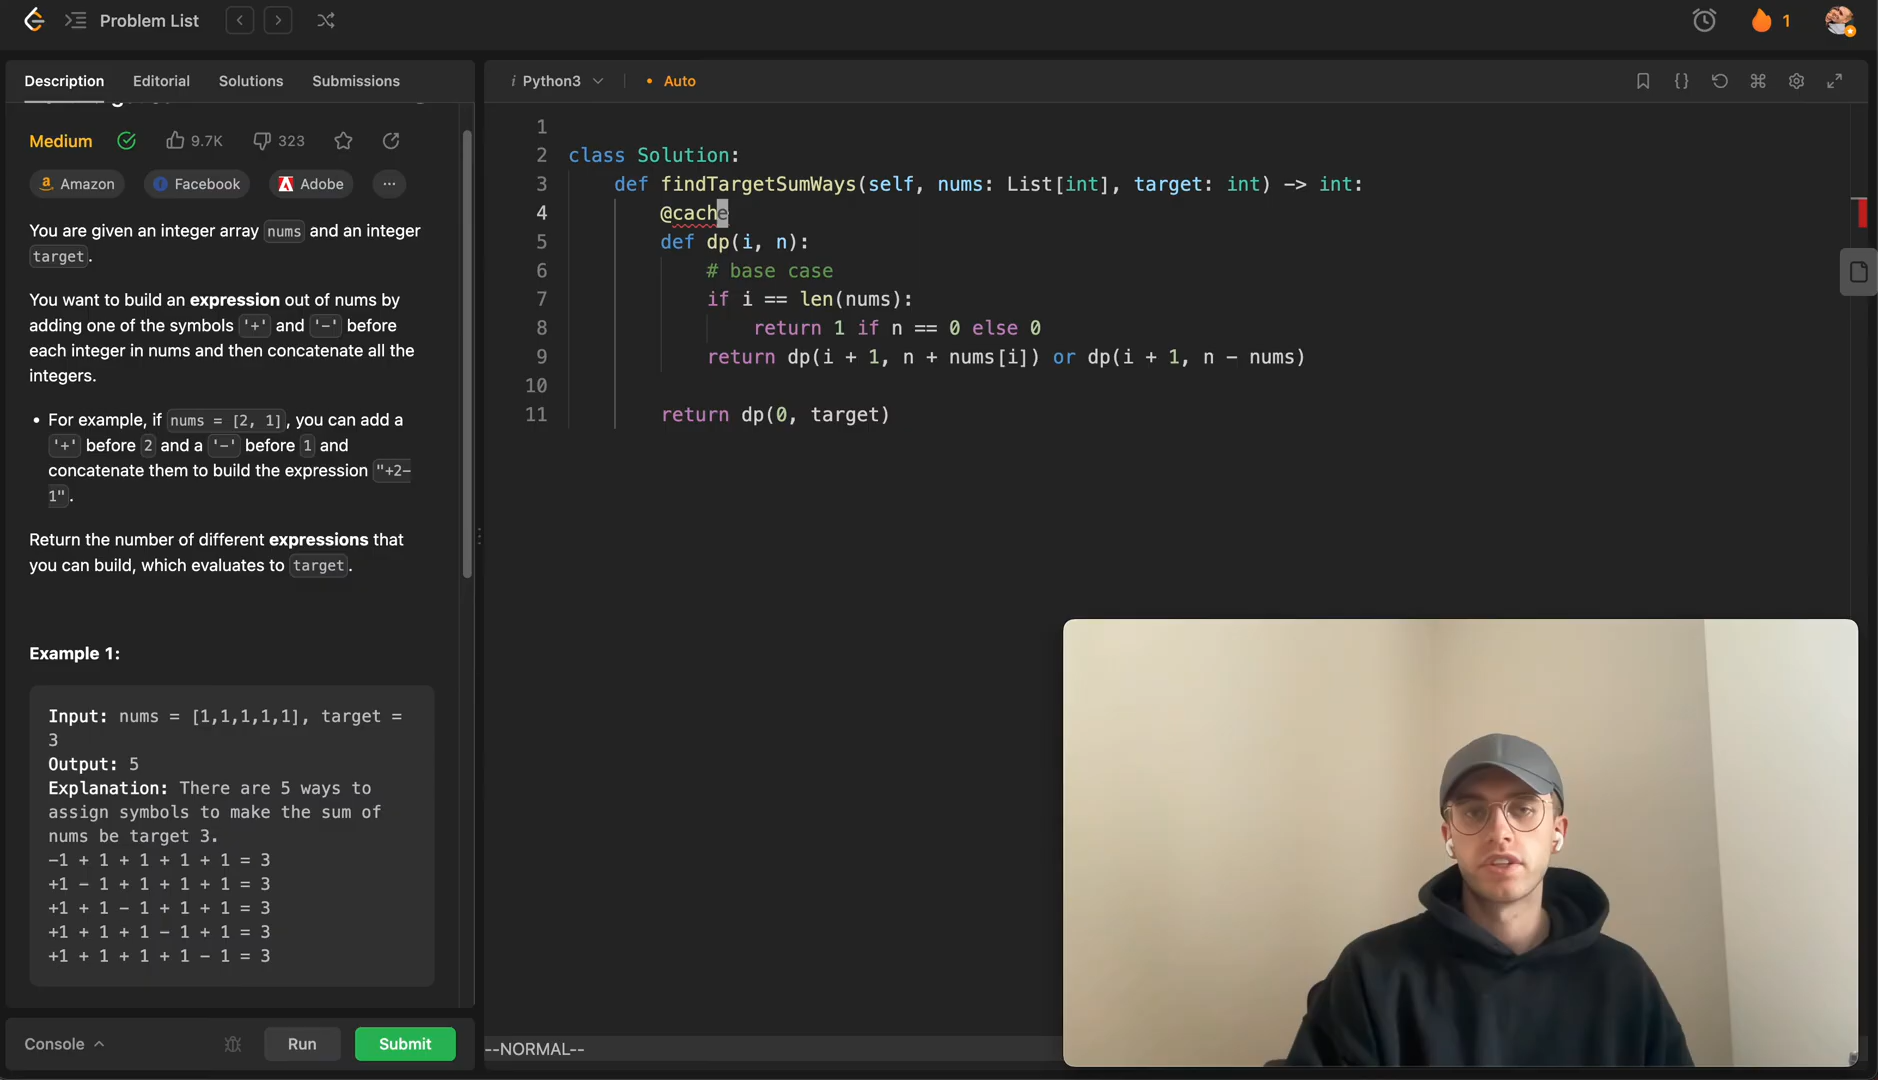 Problem List
1
Description Editorial Solutions Submissions
Medium 9.7K 323
Amazon Facebook Adobe ...
You are given an integer array nums and an integer
target.
You want to build an expression out of nums by
adding one of the symbols '+' and '-' before
each integer in nums and then concatenate all the
integers.
• For example, if nums = [2, 1], you can add a
'+' before 2 and a '-' before 1 and
concatenate them to build the expression "+2-
1".
Return the number of different expressions that
you can build, which evaluates to target.
Example 1:
Input: nums = [1,1,1,1,1], target =
3
Output: 5
Explanation: There are 5 ways to
assign symbols to make the sum of
nums be target 3.
-1 + 1 + 1 + 1 + 1 = 3
+1 - 1 + 1 + 1 + 1 = 3
+1 + 1 - 1 + 1 + 1 = 3
+1 + 1 + 1 - 1 + 1 = 3
+1 + 1 + 1 + 1 - 1 = 3
Console Run Submit
i Python3 • Auto
{}
1
2 class Solution:
3 def findTargetSumWays(self, nums: List[int], target: int) -> int:
4 @cache
5 def dp(i, n):
6 # base case
7 if i == len(nums):
8 return 1 if n == 0 else 0
9 return dp(i + 1, n + nums[i]) or dp(i + 1, n - nums)
10
11 return dp(0, target)
--NORMAL--